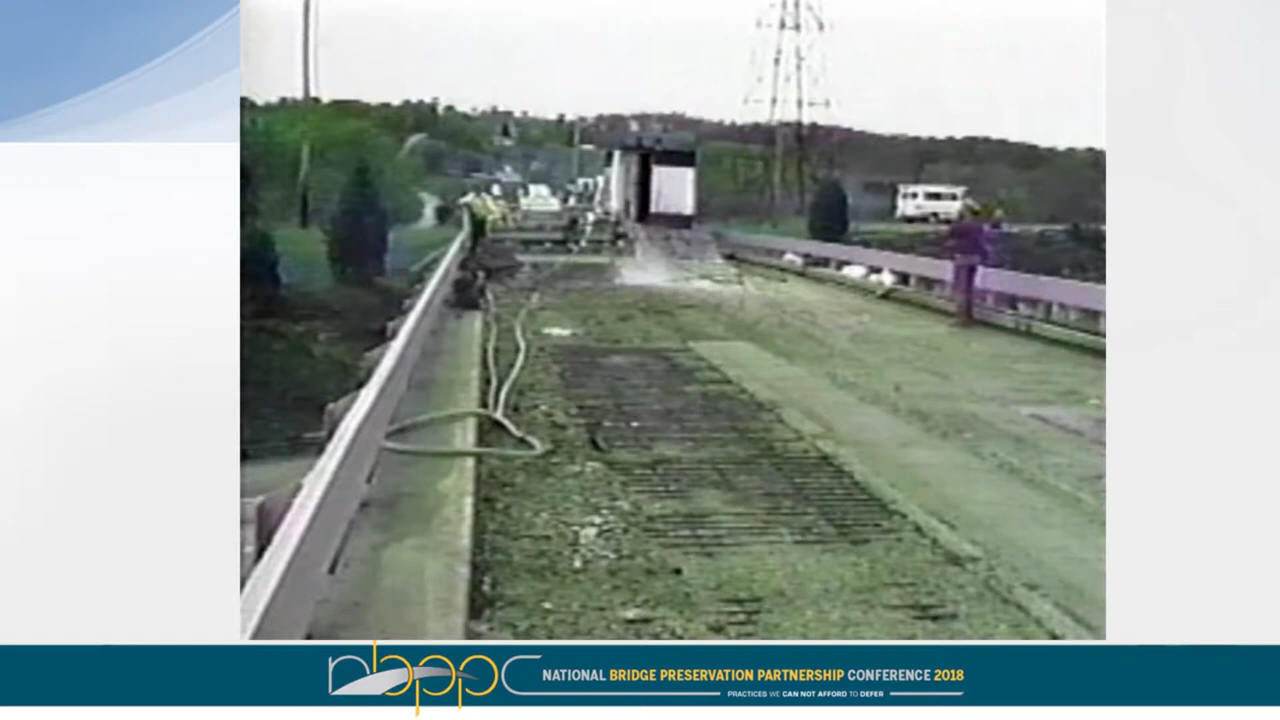 nbppc
NATIONAL BRIDGE PRESERVATION PARTNERSHIP CONFERENCE 2018
PRACTICES WE CAN NOT AFFORD TO DEFER